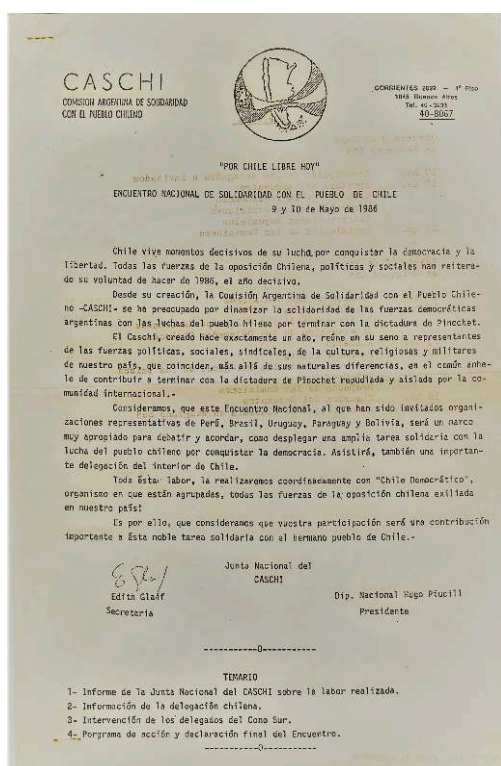 CASCHI
COMISION ARGENTINA DE SOLIDARIDAD
CON EL PUEBLO CHILENO
CORRIENTES - 1º Piso
1045 Buenos Aires
Tel.
40-8067
"POR CHILE LIBRE HOY"
ENCUENTRO NACIONAL DE SOLIDARIDAD CON EL PUEBLO DE CHILE
9 y 10 de Mayo de 1986
Chile vive momentos decisivos de su lucha por conquistar la democracia y la
libertad. Todas las fuerzas de la oposición Chilena, políticas y sociales han reitera-
do su voluntad de hacer de 1986, el año decisivo.
Desde su creación, la Comisión Argentina de Solidaridad con el Pueblo Chile-
no -CASCHI- se ha preocupado por dinamizar la solidaridad de las fuerzas democráticas
argentinas con las luchas del pueblo hileno por terminar con la dictadura de Pinochet.
El Caschi, creado hace exactamente un año, reúne en su seno a representantes
de las fuerzas políticas, sociales, sindicales, de la cultura, religiosas y militares
de nuestro país, que coinciden, más allá de sus naturales diferencias, en el común anhe-
lo de contribuir a terminar con la dictadura de Pinochet repudiada y aislada por la co-
munidad internacional.-
Consideramos, que este Encuentro Nacional, al que han sido invitados organi-
zaciones representativas de Perú, Brasil, Uruguay, Paraguay y Bolivia, será un marco
muy apropiado para debatir y acordar, como desplegar una amplia tarea solidaria con la
lucha del pueblo chileno por conquistar la democracia. Asistirá, también una importan-
te delegación del interior de Chile.
Toda ésta labor, la realizaremos coordinadamente con "Chile Democrático",
organismo en que están agrupadas, todas las fuerzas de la oposición chilena exiliada
en nuestro país!
Es por ello, que consideramos que vuestra participación será una contribución
importante a ésta noble tarea solidaria con el hermano pueblo de Chile.-
Junta Nacional del
CASCHI
Edith Glaif
Secretaria
Dip. Nacional Hugo Piucill
Presidente
-----------0-----------
TEMARIO
1- Informe de la Junta Nacional del CASCHI sobre la labor realizada.
2- Información de la delegación chilena.
3- Intervención de los delegados del Cono Sur.
4- Porgrama de acción y declaración final del Encuentro.
-----------0-----------